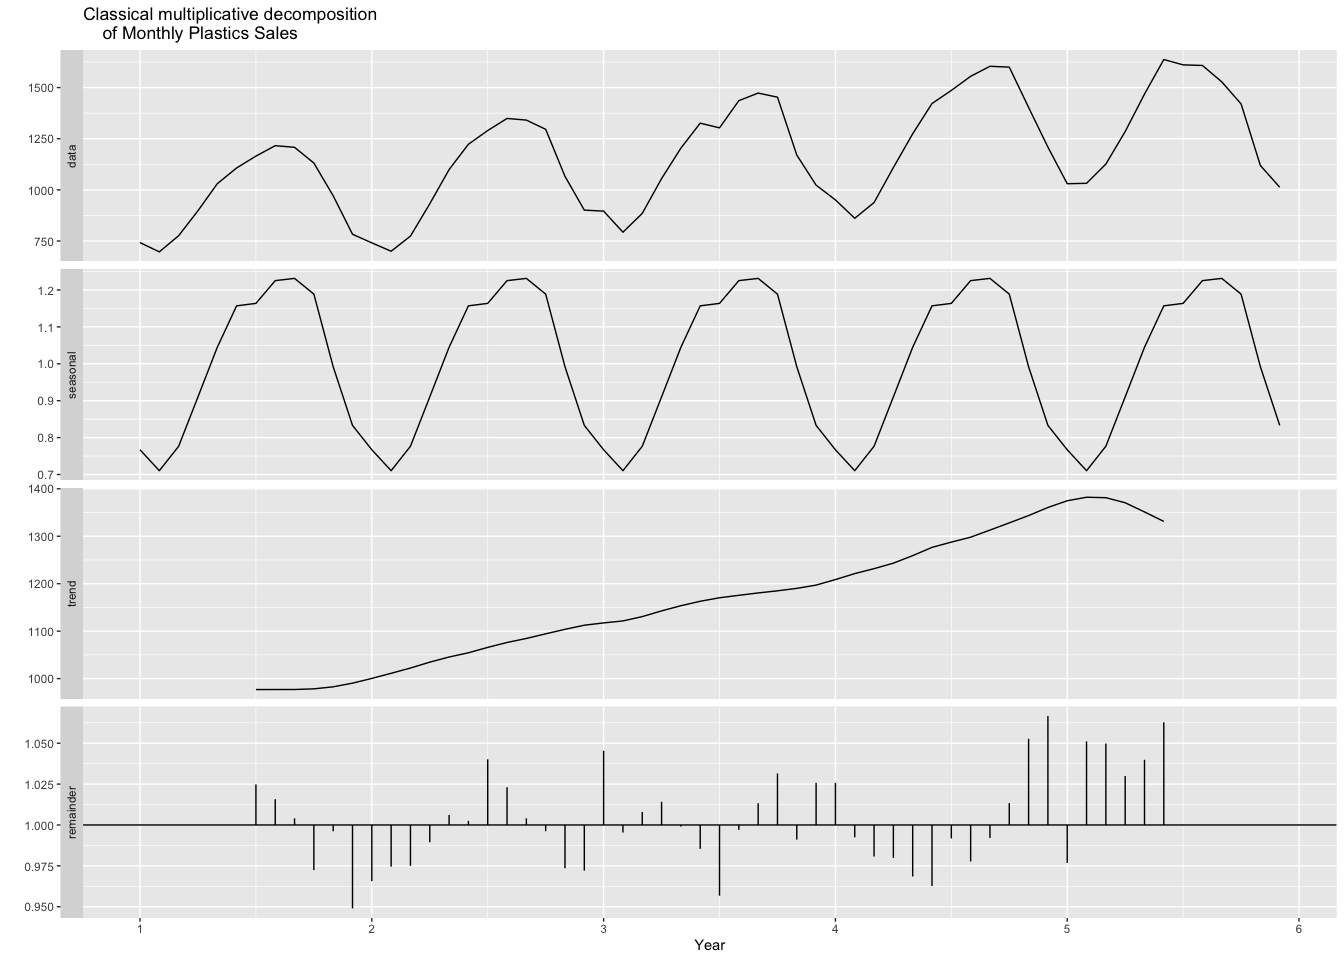 Classical multiplicative decomposition
of Monthly Plastics Sales
1500
1250
1000
750
data
1.2
1.1
1.0
0.9
0.8
0.7
seasonal
1400
1300
1200
1100
1000
trend
1.050
1.025
1.000
0.975
0.950
remainder
1 2 3 4 5 6
Year